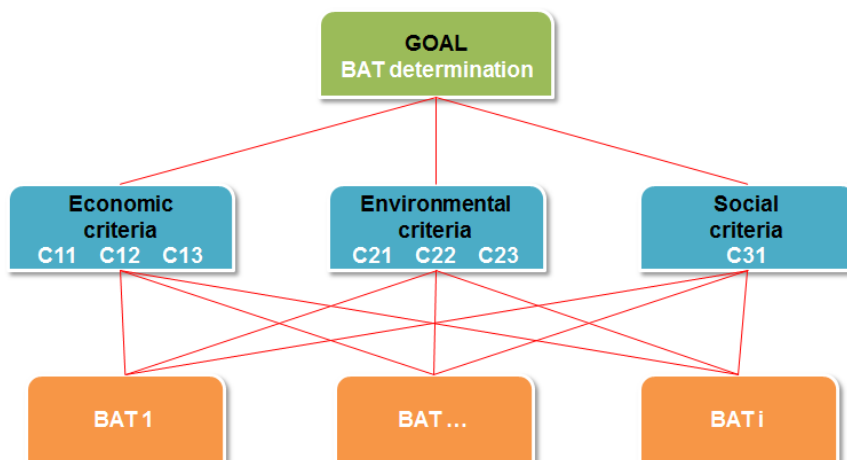 GOAL
BAT determination
Economic
criteria
C11 C12 C13
Environmental
criteria
C21 C22 C23
Social
criteria
C31
BAT 1
BAT ...
BAT i